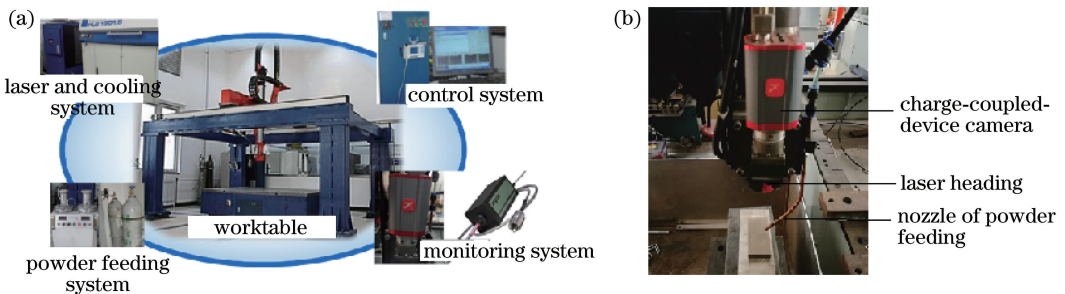 (a)
laser and cooling
system
control system
worktable
powder feeding
system
monitoring system
(b)
charge-coupled-
device camera
laser heading
nozzle of powder
feeding